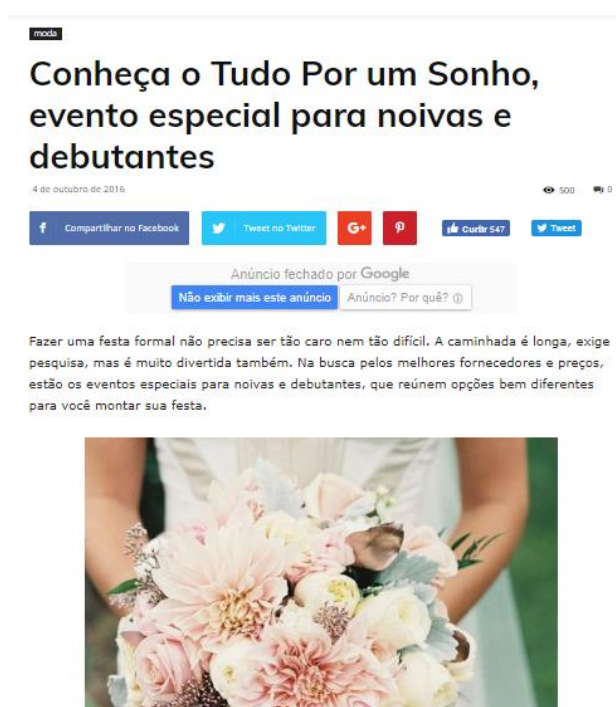 moda
Conheça o Tudo Por um Sonho,
evento especial para noivas e
debutantes
4 de outubro de 2016
500
0
f Compartilhar no Facebook
Tweet no Twitter
G+
Curtir 547
Tweet
Anúncio fechado por Google
Não exibir mais este anúncio
Anúncio? Por quê?
Fazer uma festa formal não precisa ser tão caro nem tão difícil. A caminhada é longa, exige
pesquisa, mas é muito divertida também. Na busca pelos melhores fornecedores e preços,
estão os eventos especiais para noivas e debutantes, que reúnem opções bem diferentes
para você montar sua festa.